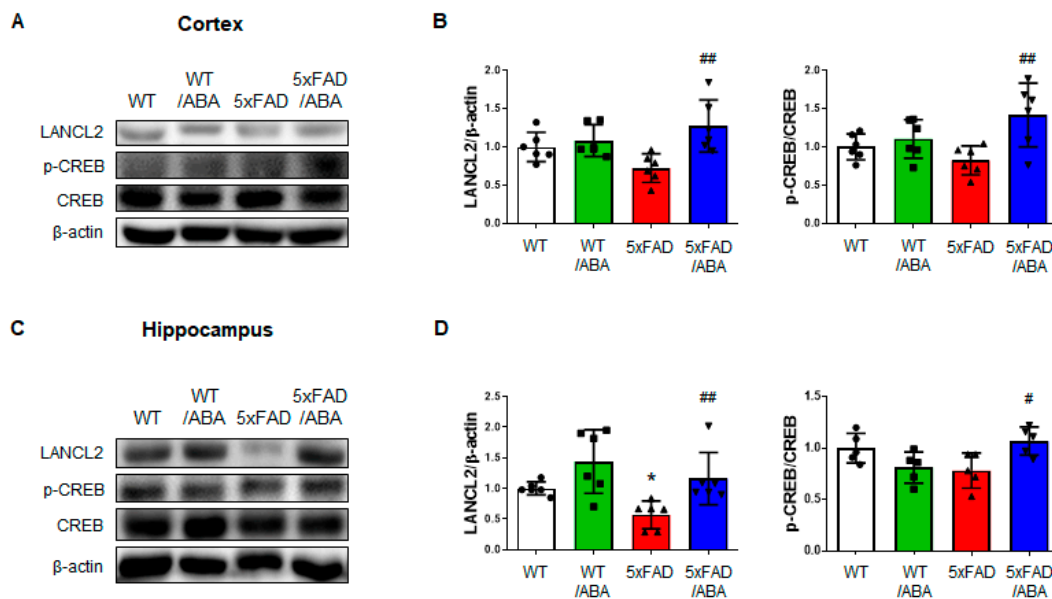 A
Cortex
WT
WT
/ABA
5xFAD
5xFAD
/ABA
LANCL2
p-CREB
CREB
β-actin
B
LANCL2/β-actin
2.0
1.5
1.0
0.5
0.0
##
WT
WT
/ABA
5xFAD
5xFAD
/ABA
p-CREB/CREB
2.0
1.5
1.0
0.5
0.0
##
WT
WT
/ABA
5xFAD
5xFAD
/ABA
C
Hippocampus
WT
WT
/ABA
5xFAD
5xFAD
/ABA
LANCL2
p-CREB
CREB
β-actin
D
LANCL2/β-actin
2.5
2.0
1.5
1.0
0.5
0.0
*
##
WT
WT
/ABA
5xFAD
5xFAD
/ABA
p-CREB/CREB
1.5
1.0
0.5
0.0
#
WT
WT
/ABA
5xFAD
5xFAD
/ABA